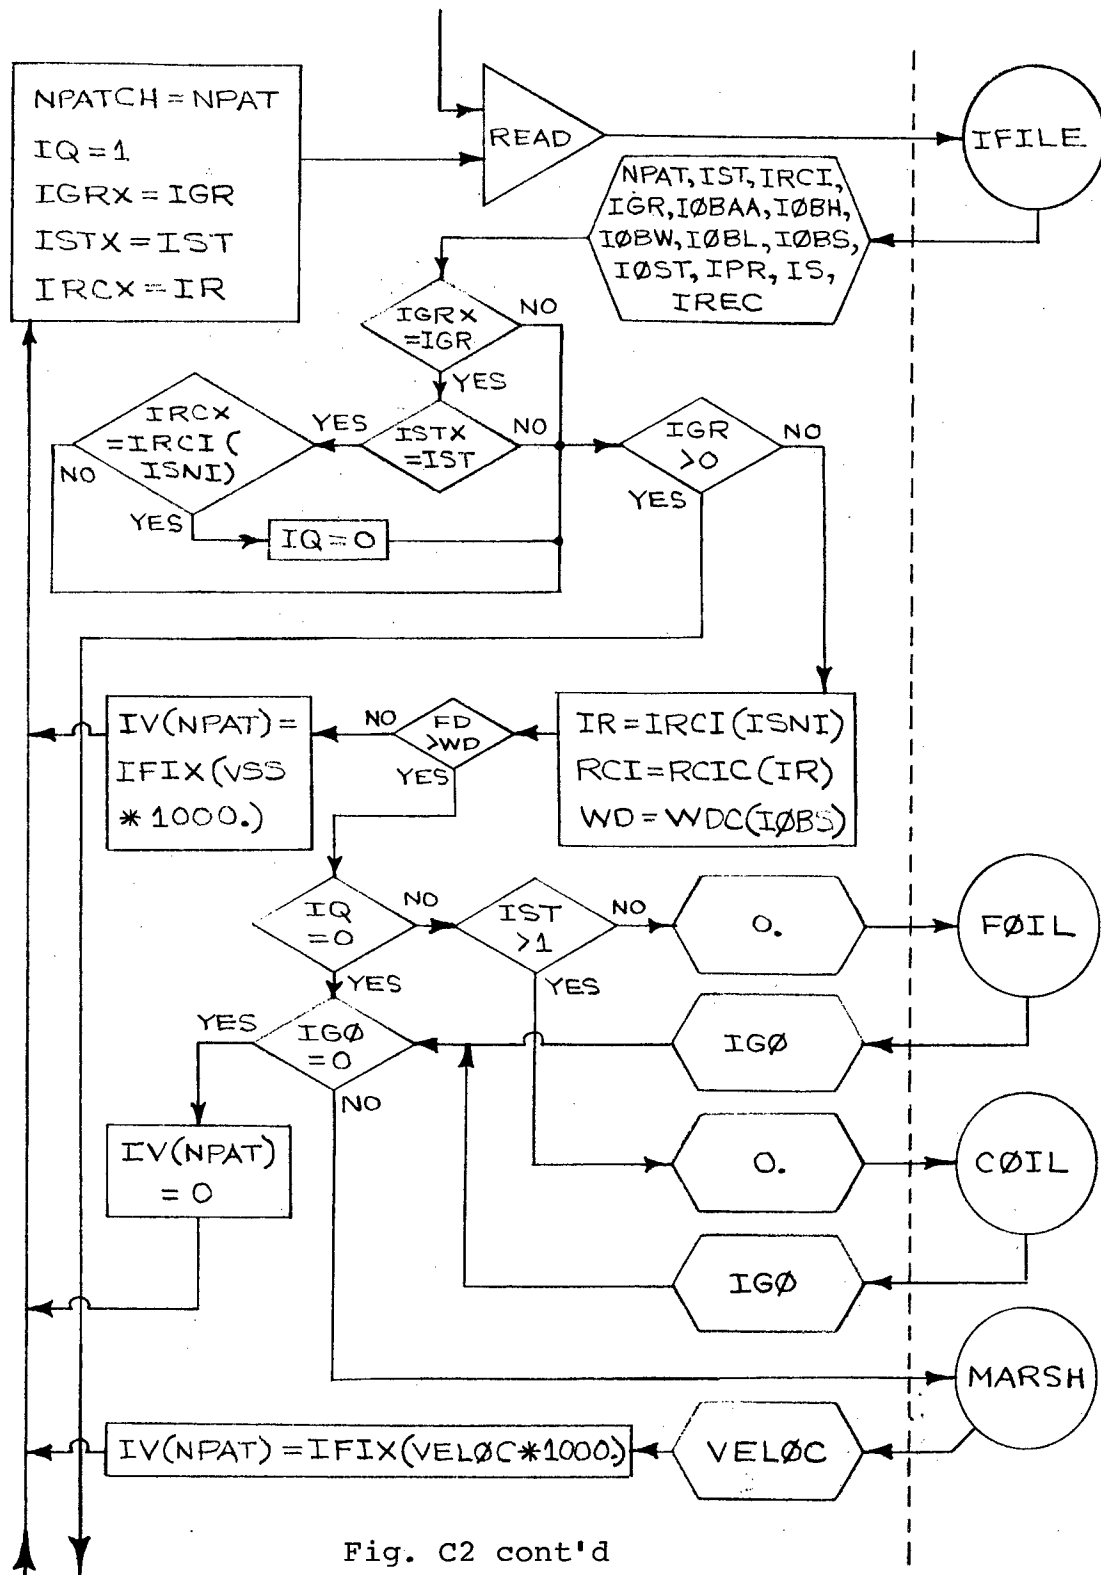 NPATCH = NPAT
IQ = 1
IGRX = IGR
ISTX = IST
IRCX = IR
READ
IFILE
NPAT, IST, IRCI,
IGR, IØBAA, IØBH,
IØBW, IØBL, IØBS,
IØST, IPR, IS,
IREC
IGRX
=IGR
NO
YES
IRCX
=IRCI(
ISNI)
YES
ISTX
=IST
NO
IGR
>0
NO
NO
YES
YES
IQ = 0
IV(NPAT) =
IFIX(VSS
* 1000.)
NO
FD
>WD
YES
IR = IRCI(ISNI)
RCI = RCIC(IR)
WD = WDC(IØBS)
IQ
=0
NO
IST
>1
NO
0.
FØIL
YES
YES
YES
IGØ
=0
IGØ
NO
IV(NPAT)
= 0
0.
CØIL
IGØ
MARSH
IV(NPAT) = IFIX(VELØC*1000.)
VELØC
Fig. C2 cont'd